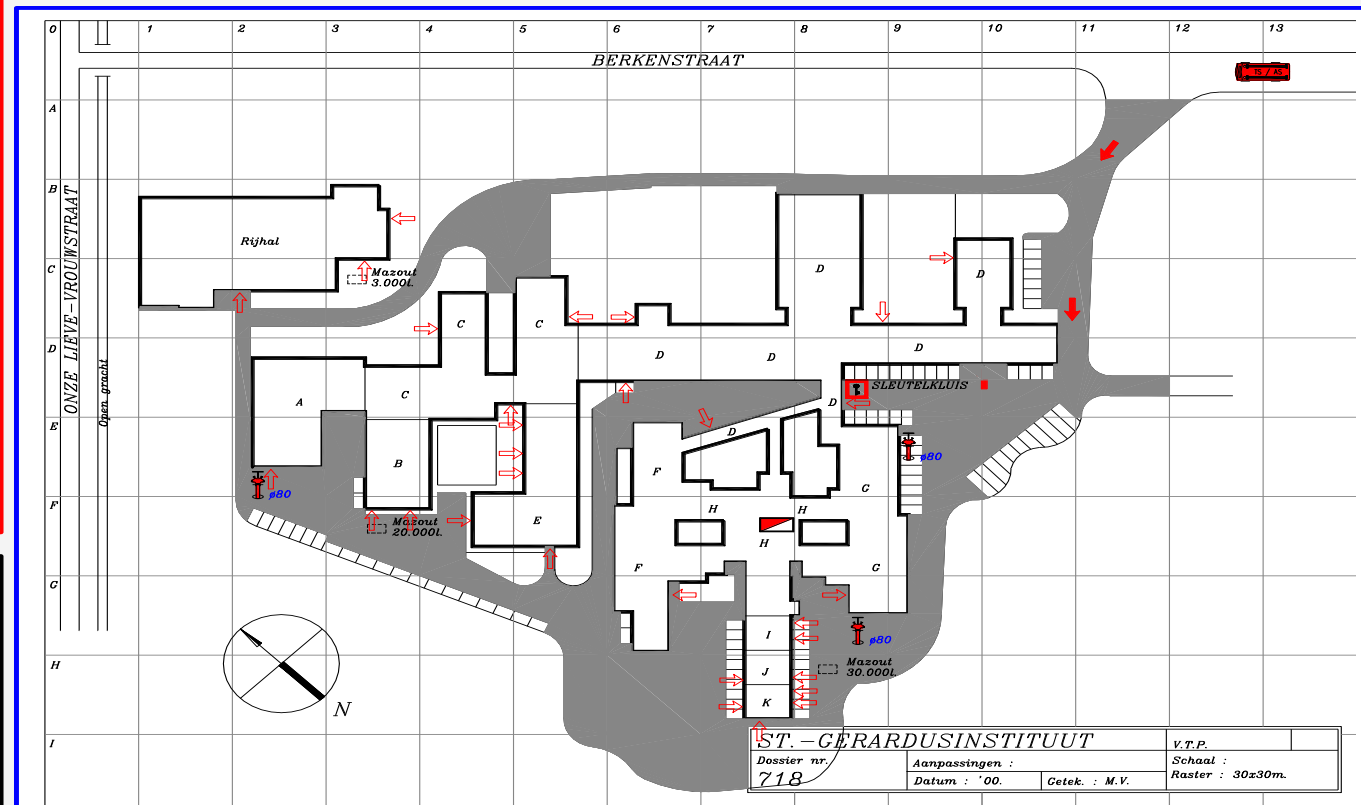 0 1 2 3 4 5 6 7 8 9 10 11 12 13
BERKENSTRAAT
IS / AS
A
B
ONZE LIEVE-VROUWSTRAAT
Rijhal
C
Mazout
3.000l.
D
D
C
C
D
D
D
D
Open gracht
SLEUTELKLUIS
A
C
D
E
D
B
F
G
ø80
ø80
F
Mazout
20.000l.
E
H
H
H
F
G
G
I
ø80
H
Mazout
30.000l.
J
K
N
I
ST.-GERARDUSINSTITUUT
V.T.P.
Dossier nr.
718
Aanpassingen :
Datum : '00.
Getek. : M.V.
Schaal :
Raster : 30x30m.